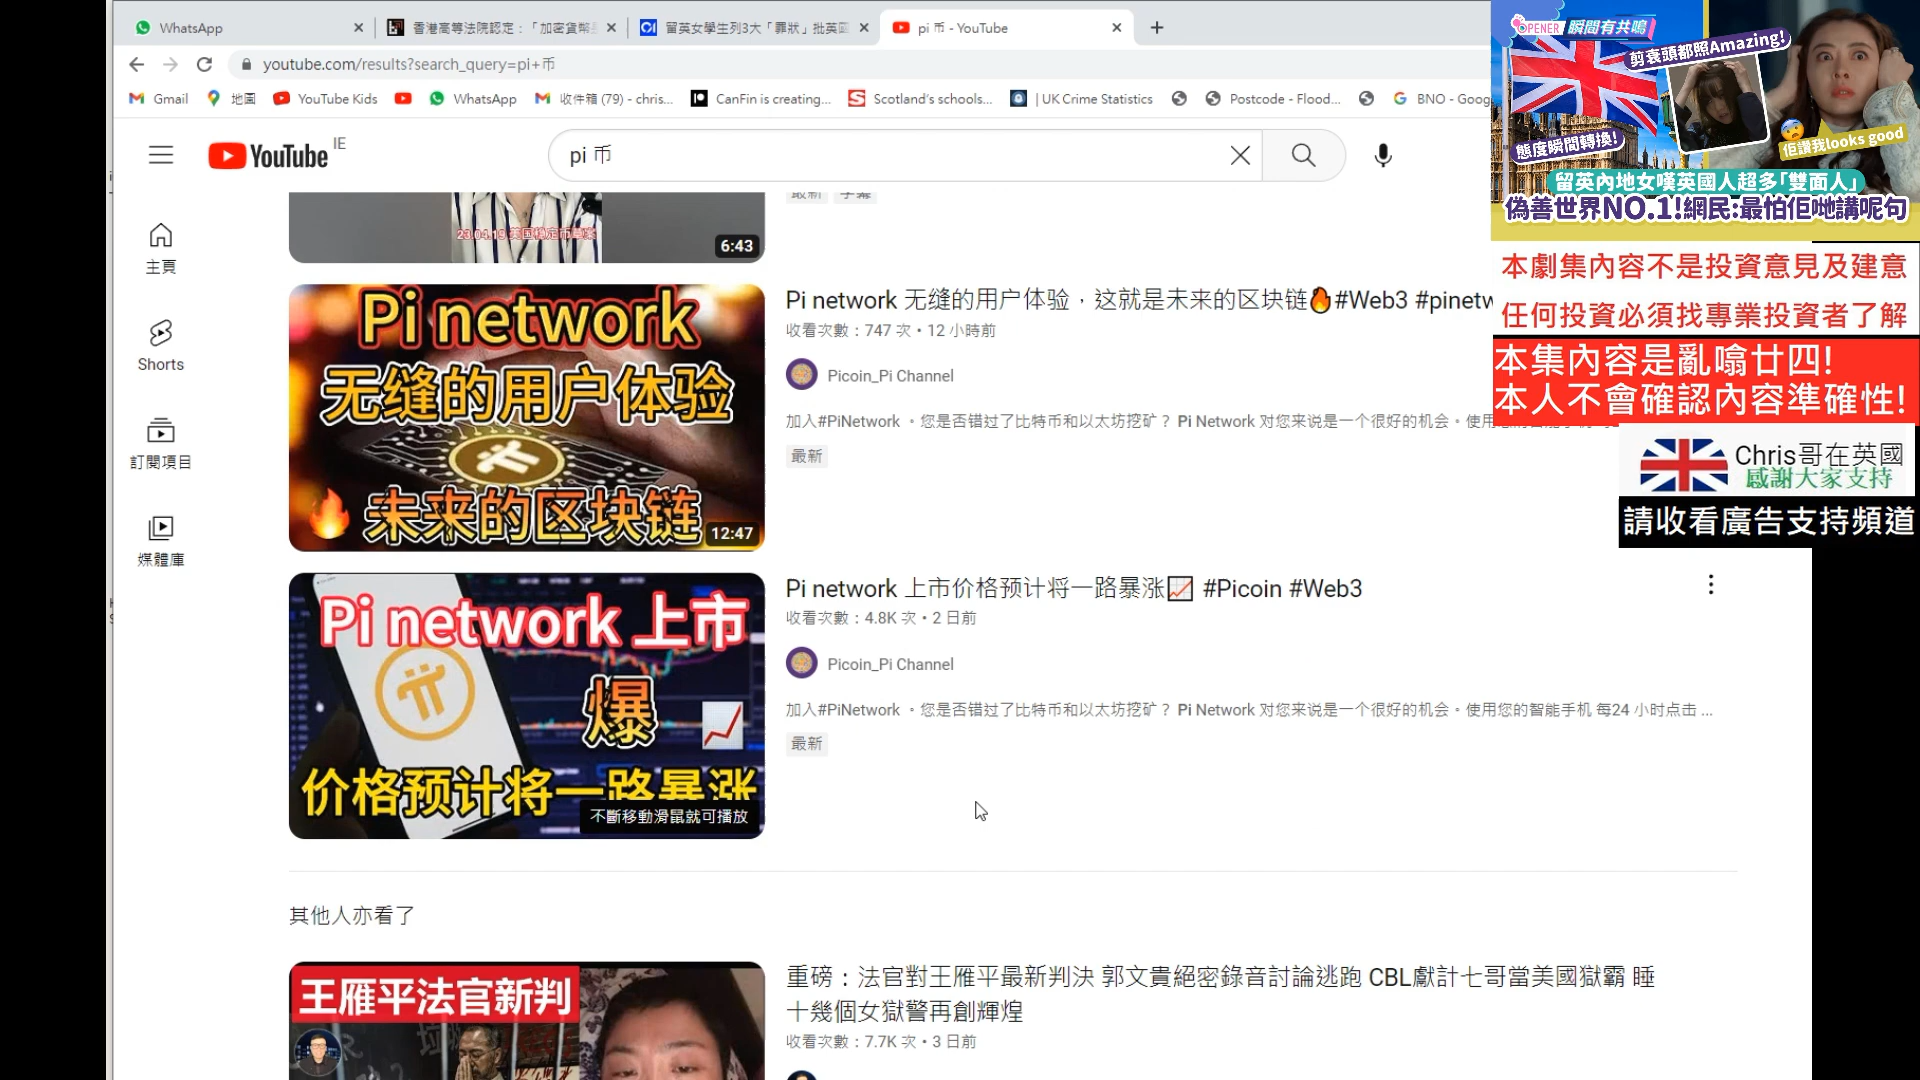 WhatsApp
香港高等法院認定：「加密貨幣
留英女學生列3大「罪狀」批英國
pi 币 - YouTube
youtube.com/results?search_query=pi+币
Gmail
地圖
YouTube Kids
WhatsApp
收件箱 (79) - chris...
CanFin is creating...
Scotland's schools...
| UK Crime Statistics
Postcode - Flood...
BNO - Goog
YouTube
IE
pi 币
主頁
Shorts
訂閱項目
媒體庫
最新
字幕
23.04.19 英国稳定币草案
6:43
Pi network
无缝的用户体验
未来的区块链
12:47
Pi network 无缝的用户体验，这就是未来的区块链🔥#Web3 #pinetw
收看次數：747 次 • 12 小時前
Picoin_Pi Channel
加入#PiNetwork 。您是否错过了比特币和以太坊挖矿？ Pi Network 对您来说是一个很好的机会。使用
最新
Pi network 上市
爆
价格预计将一路暴涨
不斷移動滑鼠就可播放
Pi network 上市价格预计将一路暴涨📈 #Picoin #Web3
收看次數：4.8K 次 • 2 日前
Picoin_Pi Channel
加入#PiNetwork 。您是否错过了比特币和以太坊挖矿？ Pi Network 对您来说是一个很好的机会。使用您的智能手机 每24 小时点击 ...
最新
其他人亦看了
王雁平法官新判
重磅：法官對王雁平最新判決 郭文貴絕密錄音討論逃跑 CBL獻計七哥當美國獄霸 睡
十幾個女獄警再創輝煌
收看次數：7.7K 次 • 3 日前
OPENER 瞬間有共鳴
剪衰頭都照Amazing!
態度瞬間轉換!
佢讚我looks good
留英內地女嘆英國人超多「雙面人」
偽善世界NO.1!網民:最怕佢哋講呢句
本劇集內容不是投資意見及建意
任何投資必須找專業投資者了解
本集內容是亂噏廿四!
本人不會確認內容準確性!
Chris哥在英國
感謝大家支持
請收看廣告支持頻道